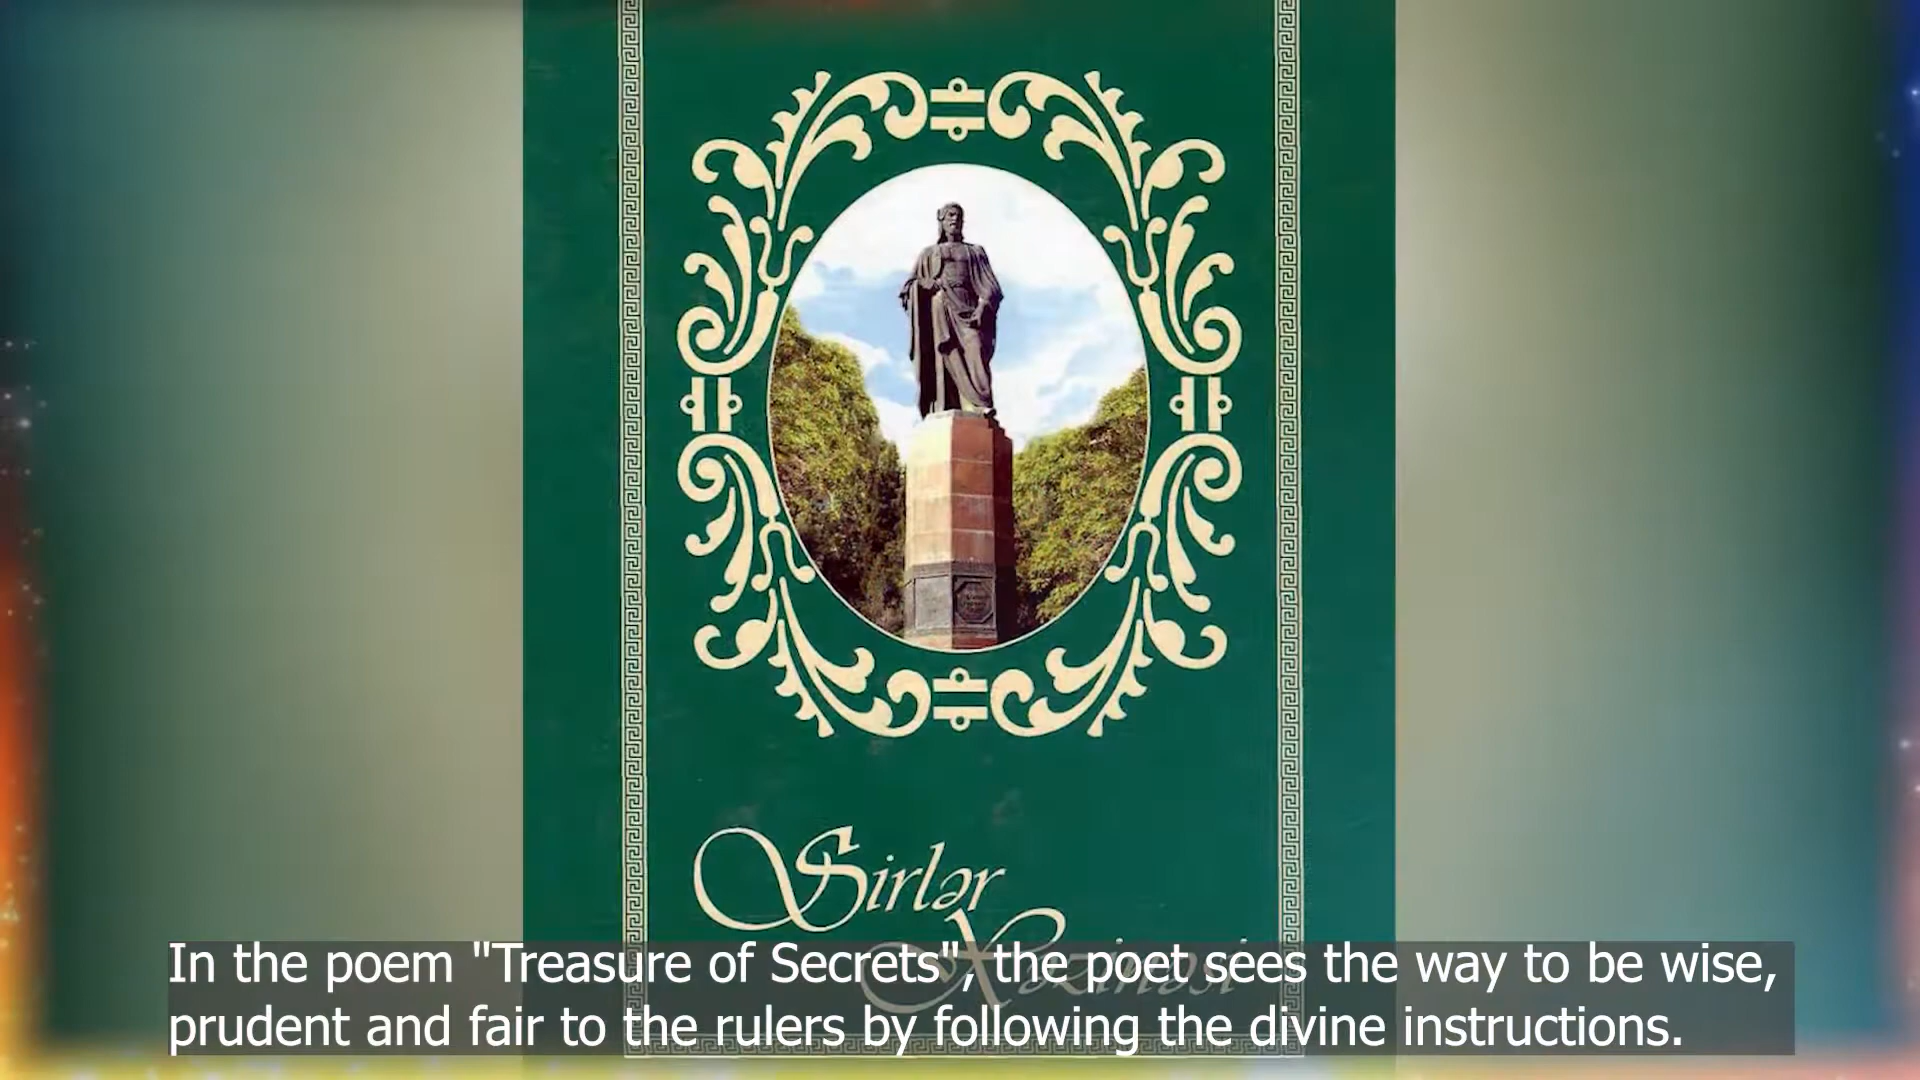 Sirlər
Xəzinəsi
In the poem "Treasure of Secrets", the poet sees the way to be wise,
prudent and fair to the rulers by following the divine instructions.